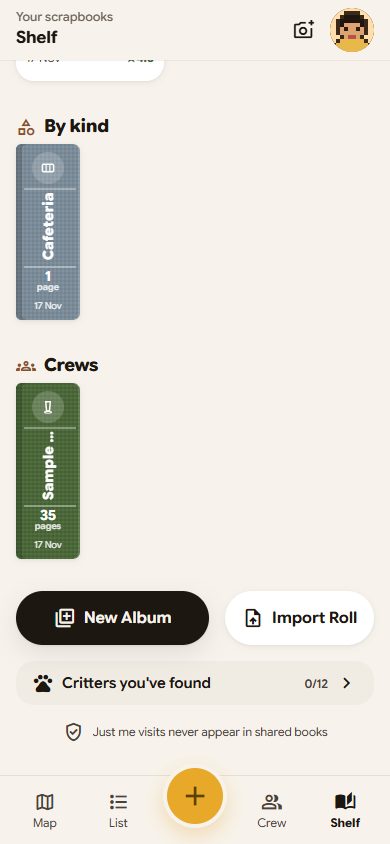 Your scrapbooks
Shelf
17 Nov
By kind
Cafeteria
1
page
17 Nov
Crews
Sample ...
35
pages
17 Nov
New Album
Import Roll
Critters you've found
0/12
Just me visits never appear in shared books
Map
List
Crew
Shelf